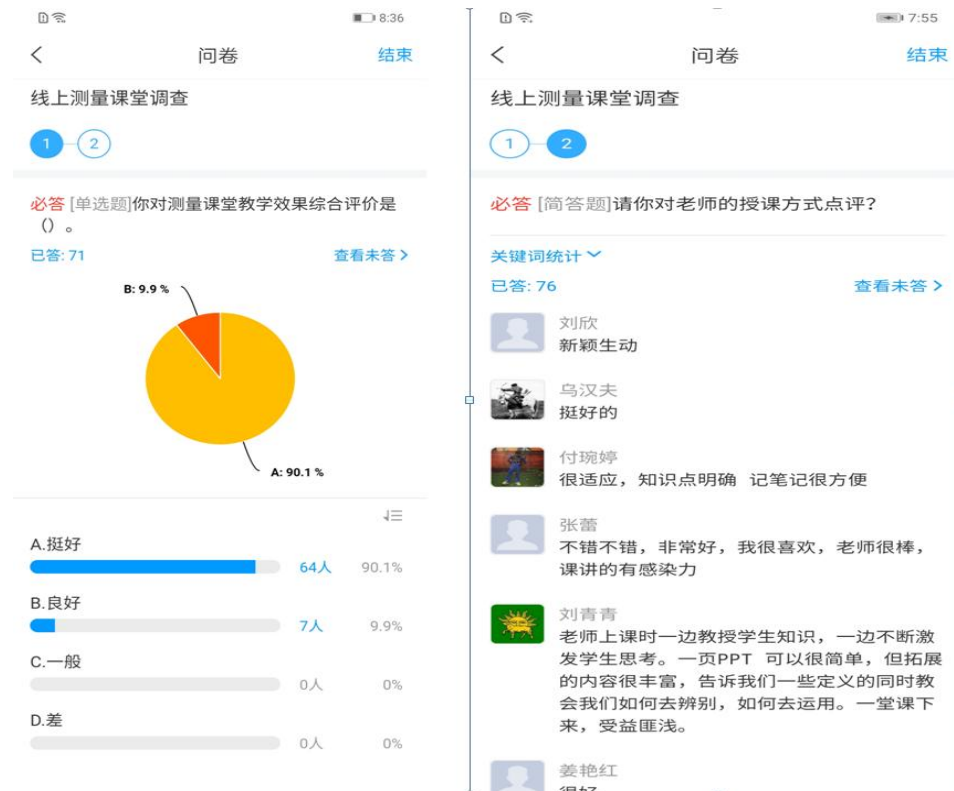 8:36
问卷
结束
线上测量课堂调查
1
2
必答 [单选题]你对测量课堂教学效果综合评价是
（）。
已答: 71
查看未答
B: 9.9 %
A: 90.1 %
A.挺好
64人 90.1%
B.良好
7人 9.9%
C.一般
0人 0%
D.差
0人 0%
7:55
问卷
结束
线上测量课堂调查
1
2
必答 [简答题]请你对老师的授课方式点评?
关键词统计
已答: 76
查看未答
刘欣
新颖生动
乌汉夫
挺好的
付琬婷
很适应，知识点明确 记笔记很方便
张蕾
不错不错，非常好，我很喜欢，老师很棒，
课讲的有感染力
刘青青
老师上课时一边教授学生知识，一边不断激
发学生思考。一页PPT 可以很简单，但拓展
的内容很丰富，告诉我们一些定义的同时教
会我们如何去辨别，如何去运用。一堂课下
来，受益匪浅。
姜艳红
很好